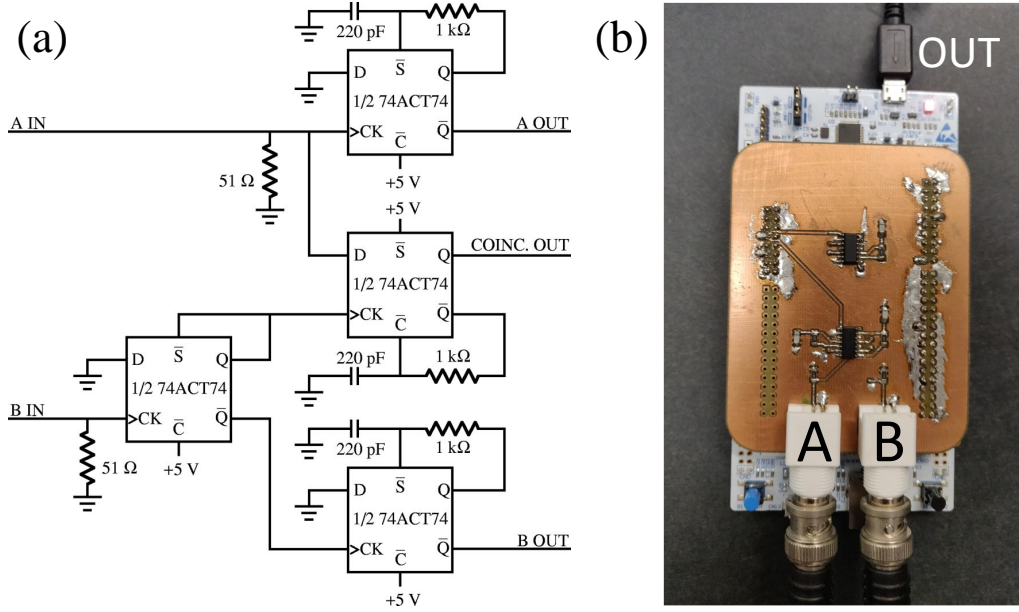 (a)
220 pF
1 kΩ
D
S̅
Q
1/2 74ACT74
A IN
CK
Q̅
A OUT
C̅
51 Ω
+5 V
+5 V
D
S̅
Q
COINC. OUT
1/2 74ACT74
CK
Q̅
C̅
220 pF
1 kΩ
D
S̅
Q
1/2 74ACT74
B IN
CK
Q̅
C̅
51 Ω
+5 V
220 pF
1 kΩ
D
S̅
Q
1/2 74ACT74
CK
Q̅
B OUT
C̅
+5 V
(b)
OUT
A
B